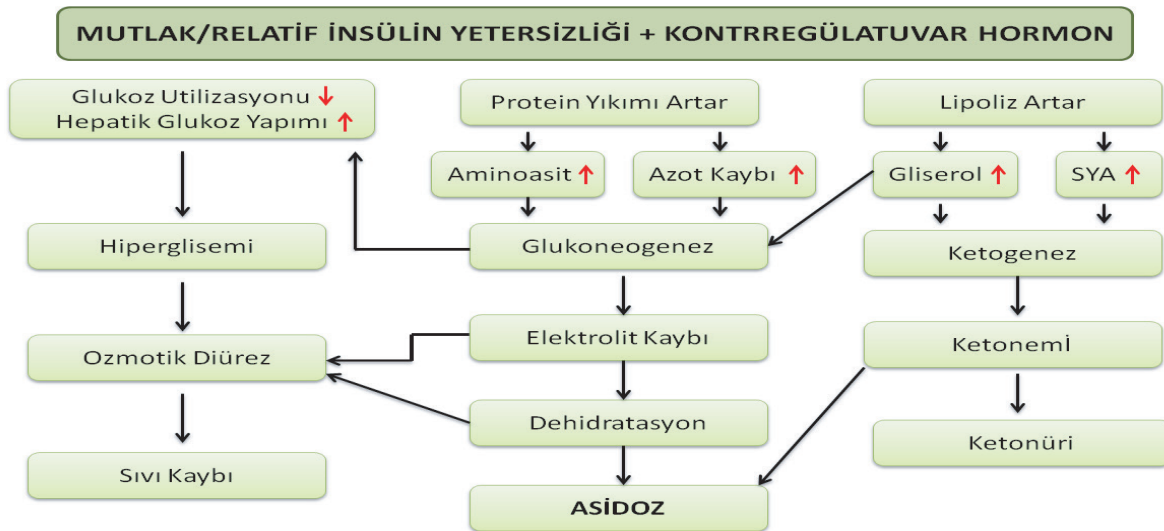 MUTLAK/RELATİF İNSÜLİN YETERSİZLİĞİ + KONTRREGÜLATUVAR HORMON
Glukoz Utilizasyonu ↓
Hepatik Glukoz Yapımı ↑
Protein Yıkımı Artar
Lipoliz Artar
Aminoasit ↑
Azot Kaybı ↑
Gliserol ↑
SYA ↑
Hiperglisemi
Glukoneogenez
Ketogenez
Ozmotik Diürez
Elektrolit Kaybı
Ketonemİ
Dehidratasyon
Ketonüri
Sıvı Kaybı
ASİDOZ